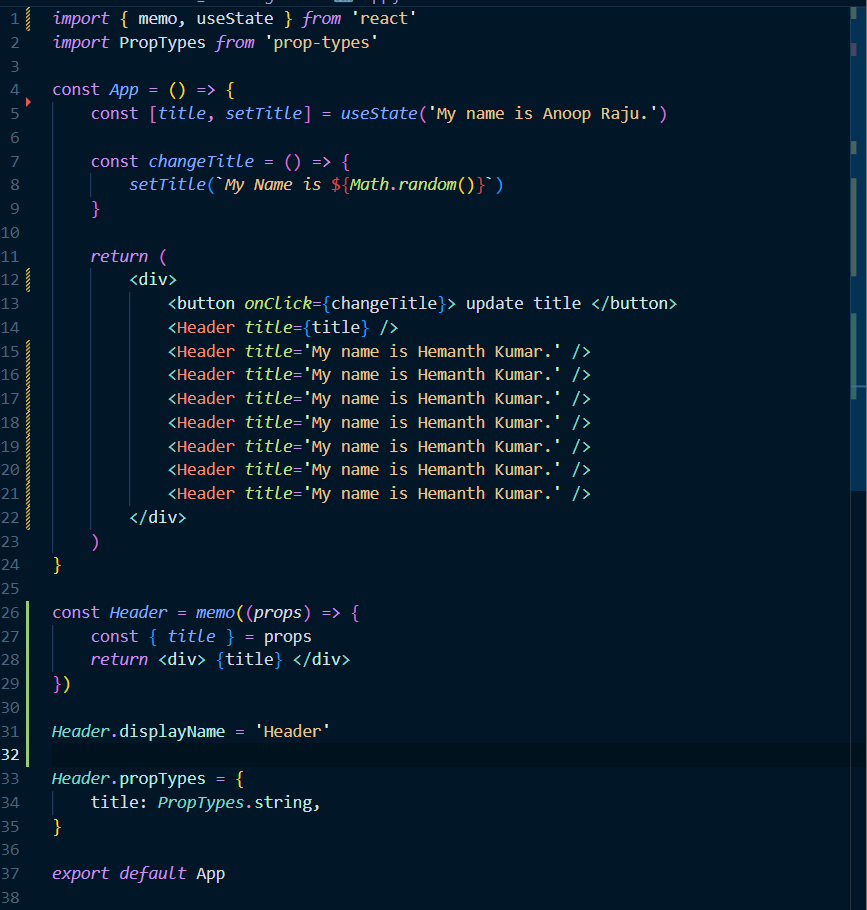 1 import { memo, useState } from 'react'
2 import PropTypes from 'prop-types'
3
4 const App = () => {
5     const [title, setTitle] = useState('My name is Anoop Raju.')
6
7     const changeTitle = () => {
8         setTitle(`My Name is ${Math.random()}`)
9     }
10
11     return (
12         <div>
13             <button onClick={changeTitle}> update title </button>
14             <Header title={title} />
15             <Header title='My name is Hemanth Kumar.' />
16             <Header title='My name is Hemanth Kumar.' />
17             <Header title='My name is Hemanth Kumar.' />
18             <Header title='My name is Hemanth Kumar.' />
19             <Header title='My name is Hemanth Kumar.' />
20             <Header title='My name is Hemanth Kumar.' />
21             <Header title='My name is Hemanth Kumar.' />
22         </div>
23     )
24 }
25
26 const Header = memo((props) => {
27     const { title } = props
28     return <div> {title} </div>
29 })
30
31 Header.displayName = 'Header'
32
33 Header.propTypes = {
34     title: PropTypes.string,
35 }
36
37 export default App
38